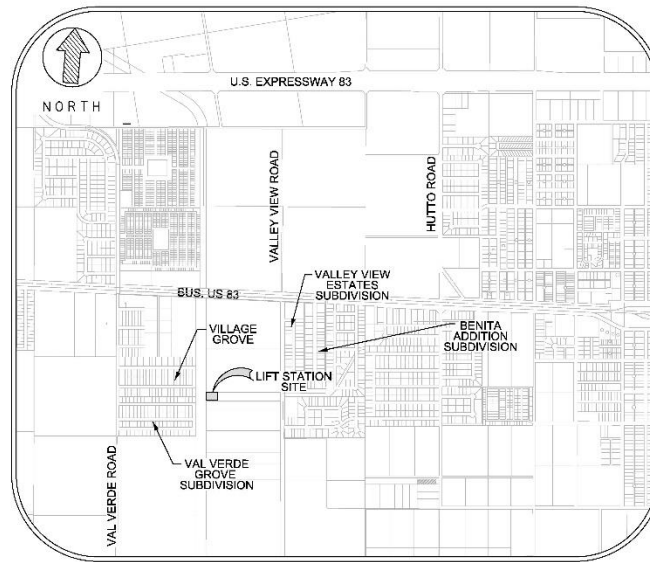 U.S. EXPRESSWAY 83
NORTH
VALLEY VIEW ROAD
HUTTO ROAD
BUS. US 83
VALLEY VIEW
ESTATES
SUBDIVISION
BENITA
ADDITION
SUBDIVISION
VILLAGE
GROVE
LIFT STATION
SITE
VAL VERDE ROAD
VAL VERDE
GROVE
SUBDIVISION